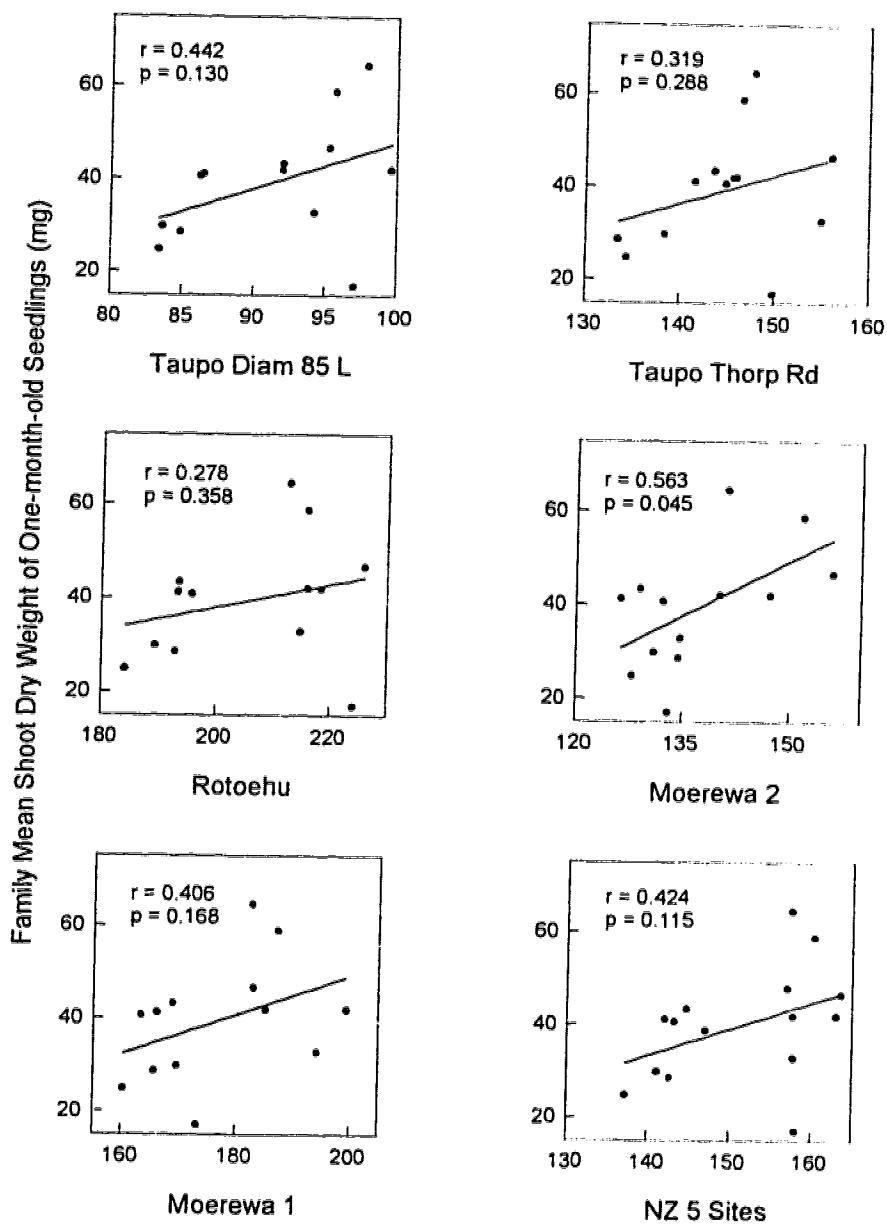 Family Mean Shoot Dry Weight of One-month-old Seedlings (mg)
r = 0.442
p = 0.130
60
40
20
80 85 90 95 100
Taupo Diam 85 L
r = 0.319
p = 0.288
60
40
20
130 140 150 160
Taupo Thorp Rd
r = 0.278
p = 0.358
60
40
20
180 200 220
Rotoehu
r = 0.563
p = 0.045
60
40
20
120 135 150
Moerewa 2
r = 0.406
p = 0.168
60
40
20
160 180 200
Moerewa 1
r = 0.424
p = 0.115
60
40
20
130 140 150 160
NZ 5 Sites